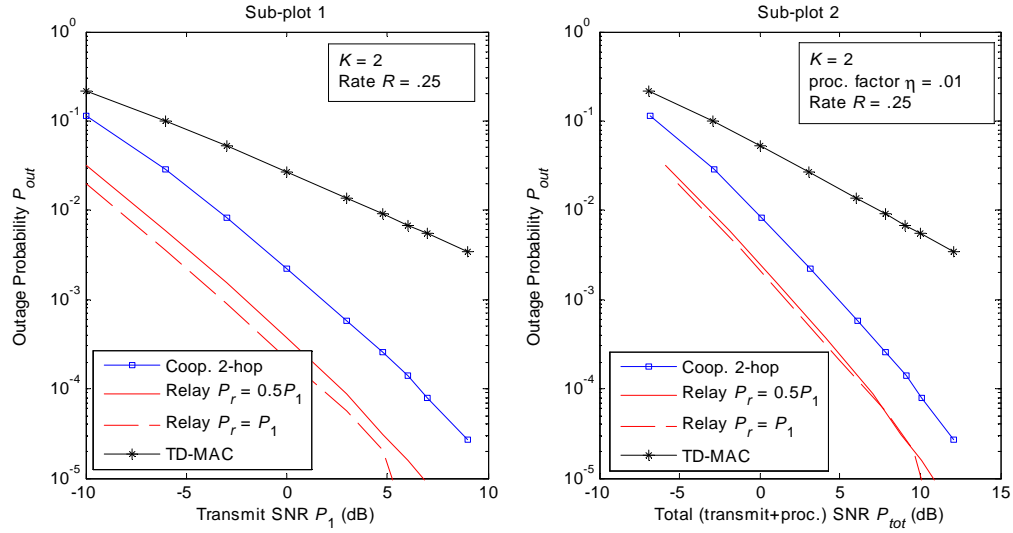 Sub-plot 1
K = 2
Rate R = .25
Outage Probability P_out
10^0
10^-1
10^-2
10^-3
10^-4
10^-5
Coop. 2-hop
Relay P_r = 0.5P_1
Relay P_r = P_1
TD-MAC
-10
-5
0
5
10
Transmit SNR P_1 (dB)
Sub-plot 2
K = 2
proc. factor η = .01
Rate R = .25
Outage Probability P_out
10^0
10^-1
10^-2
10^-3
10^-4
10^-5
Coop. 2-hop
Relay P_r = 0.5P_1
Relay P_r = P_1
TD-MAC
-5
0
5
10
15
Total (transmit+proc.) SNR P_tot (dB)